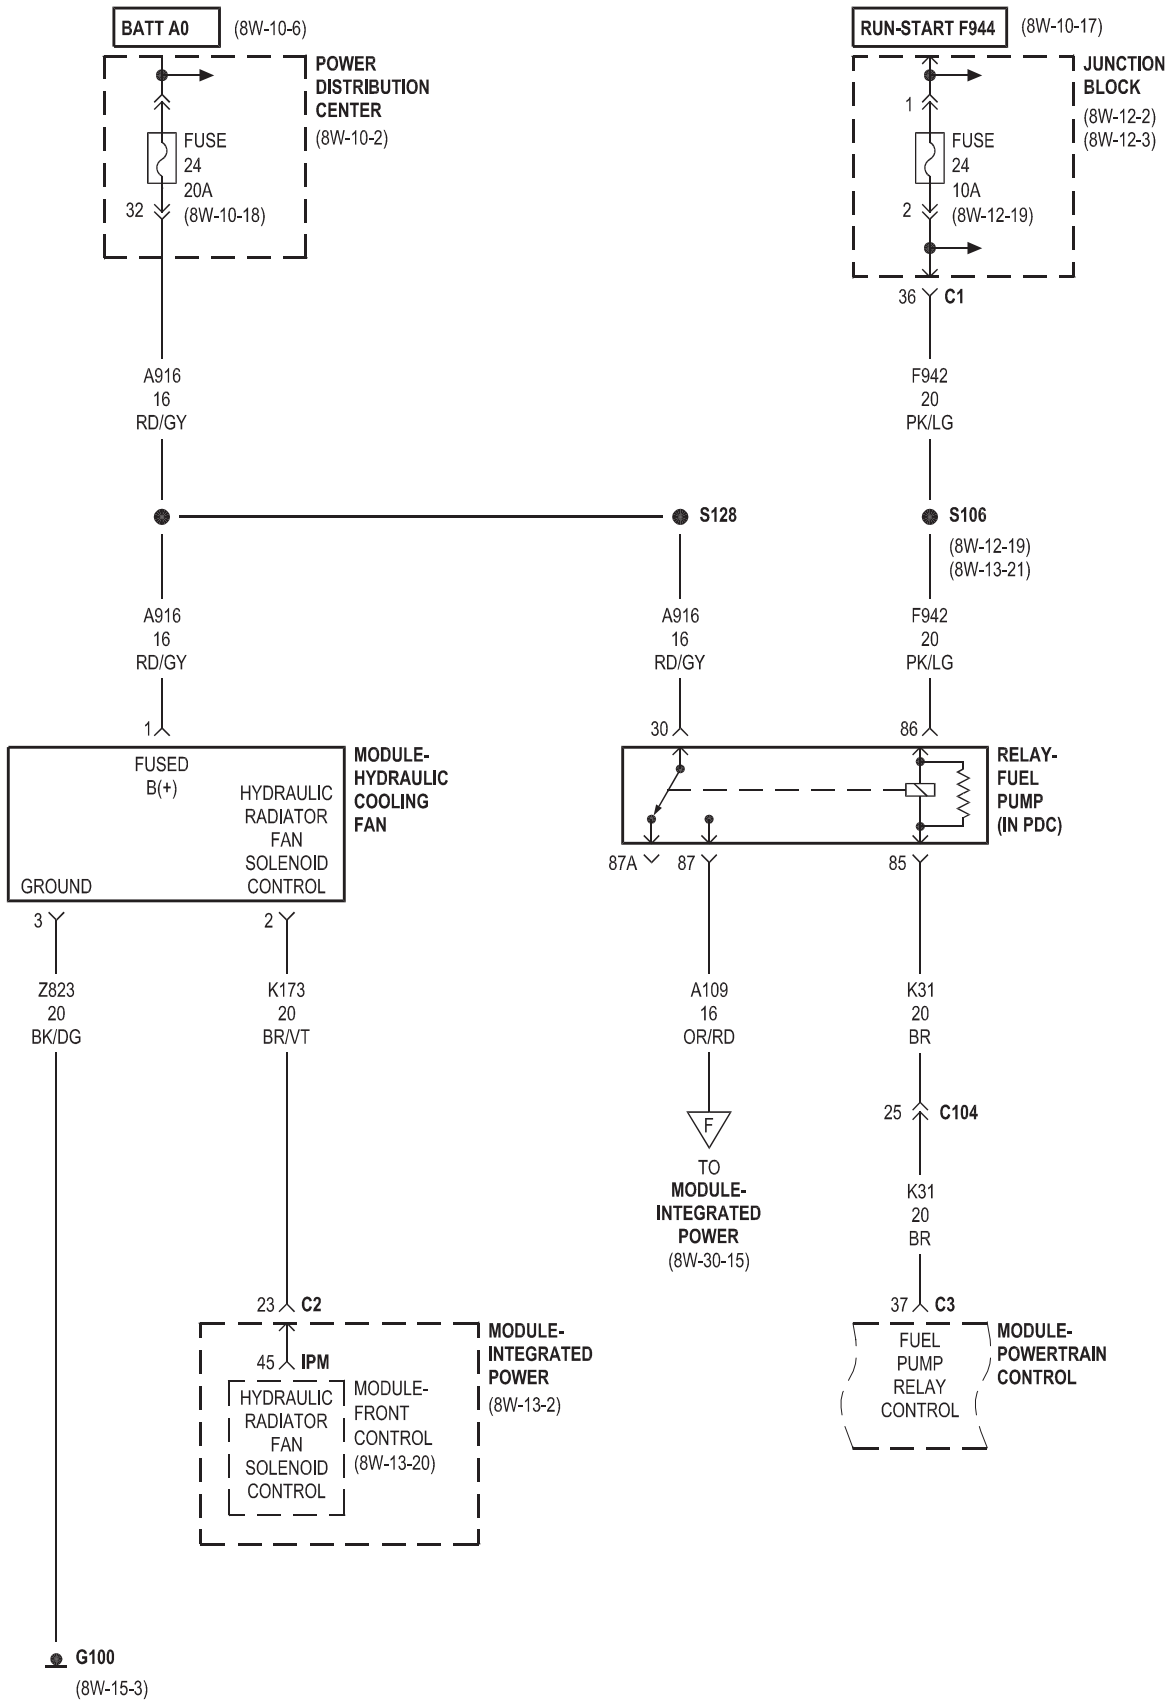 BATT A0 (8W-10-6)
POWER
DISTRIBUTION
CENTER
(8W-10-2)
FUSE
24
20A
(8W-10-18)
32
RUN-START F944 (8W-10-17)
JUNCTION
BLOCK
(8W-12-2)
(8W-12-3)
1
FUSE
24
10A
(8W-12-19)
2
36 C1
A916
16
RD/GY
F942
20
PK/LG
S128
S106
(8W-12-19)
(8W-13-21)
A916
16
RD/GY
A916
16
RD/GY
F942
20
PK/LG
1
FUSED
B(+)
HYDRAULIC
RADIATOR
FAN
SOLENOID
CONTROL
GROUND
MODULE-
HYDRAULIC
COOLING
FAN
30
86
RELAY-
FUEL
PUMP
(IN PDC)
87A
87
85
3
2
Z823
20
BK/DG
K173
20
BR/VT
A109
16
OR/RD
K31
20
BR
F
TO
MODULE-
INTEGRATED
POWER
(8W-30-15)
25 C104
K31
20
BR
23 C2
45 IPM
HYDRAULIC
RADIATOR
FAN
SOLENOID
CONTROL
MODULE-
FRONT
CONTROL
(8W-13-20)
MODULE-
INTEGRATED
POWER
(8W-13-2)
37 C3
FUEL
PUMP
RELAY
CONTROL
MODULE-
POWERTRAIN
CONTROL
G100
(8W-15-3)